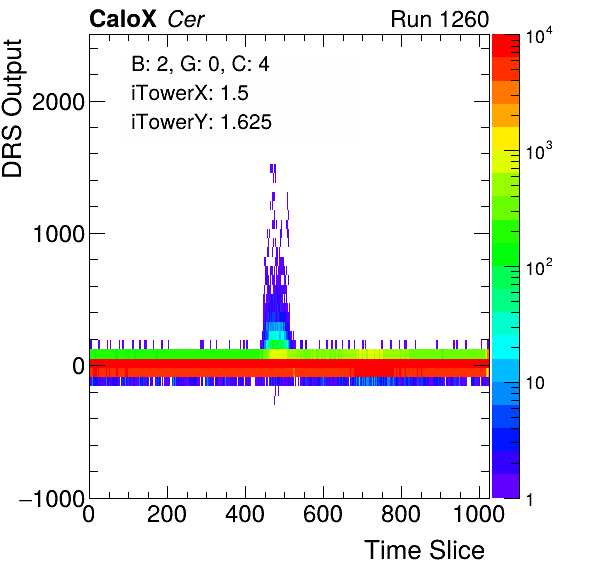 CaloX Cer Run 1260
DRS Output
B: 2, G: 0, C: 4
iTowerX: 1.5
iTowerY: 1.625
2000
1000
0
−1000
0 200 400 600 800 1000
Time Slice
10^4
10^3
10^2
10
1